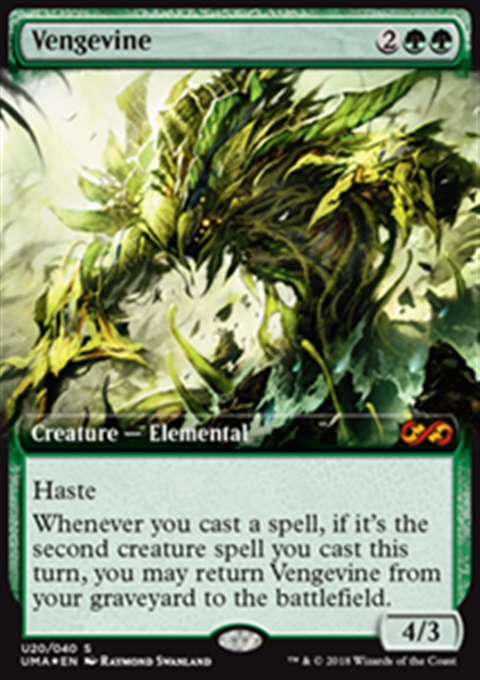 Vengevine 2
Creature — Elemental
Haste
Whenever you cast a spell, if it's the
second creature spell you cast this
turn, you may return Vengevine from
your graveyard to the battlefield.
4/3
U20/040 S
UMA★EN Raymond Swanland
™ & © 2018 Wizards of the Coast